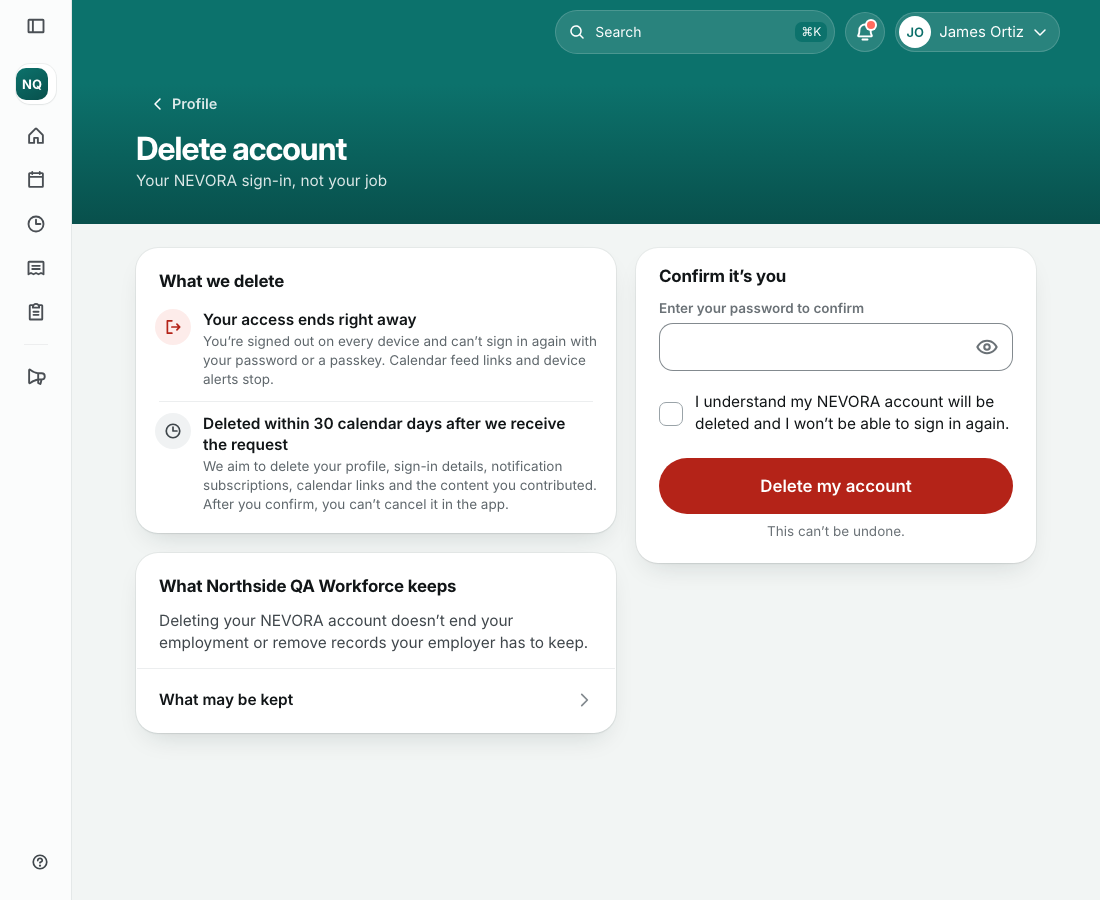 Search
⌘K
JO
James Ortiz
NQ
Profile
Delete account
Your NEVORA sign-in, not your job
What we delete
Your access ends right away
You’re signed out on every device and can’t sign in again with
your password or a passkey. Calendar feed links and device
alerts stop.
Deleted within 30 calendar days after we receive
the request
We aim to delete your profile, sign-in details, notification
subscriptions, calendar links and the content you contributed.
After you confirm, you can’t cancel it in the app.
What Northside QA Workforce keeps
Deleting your NEVORA account doesn’t end your
employment or remove records your employer has to keep.
What may be kept
Confirm it’s you
Enter your password to confirm
I understand my NEVORA account will be
deleted and I won’t be able to sign in again.
Delete my account
This can’t be undone.